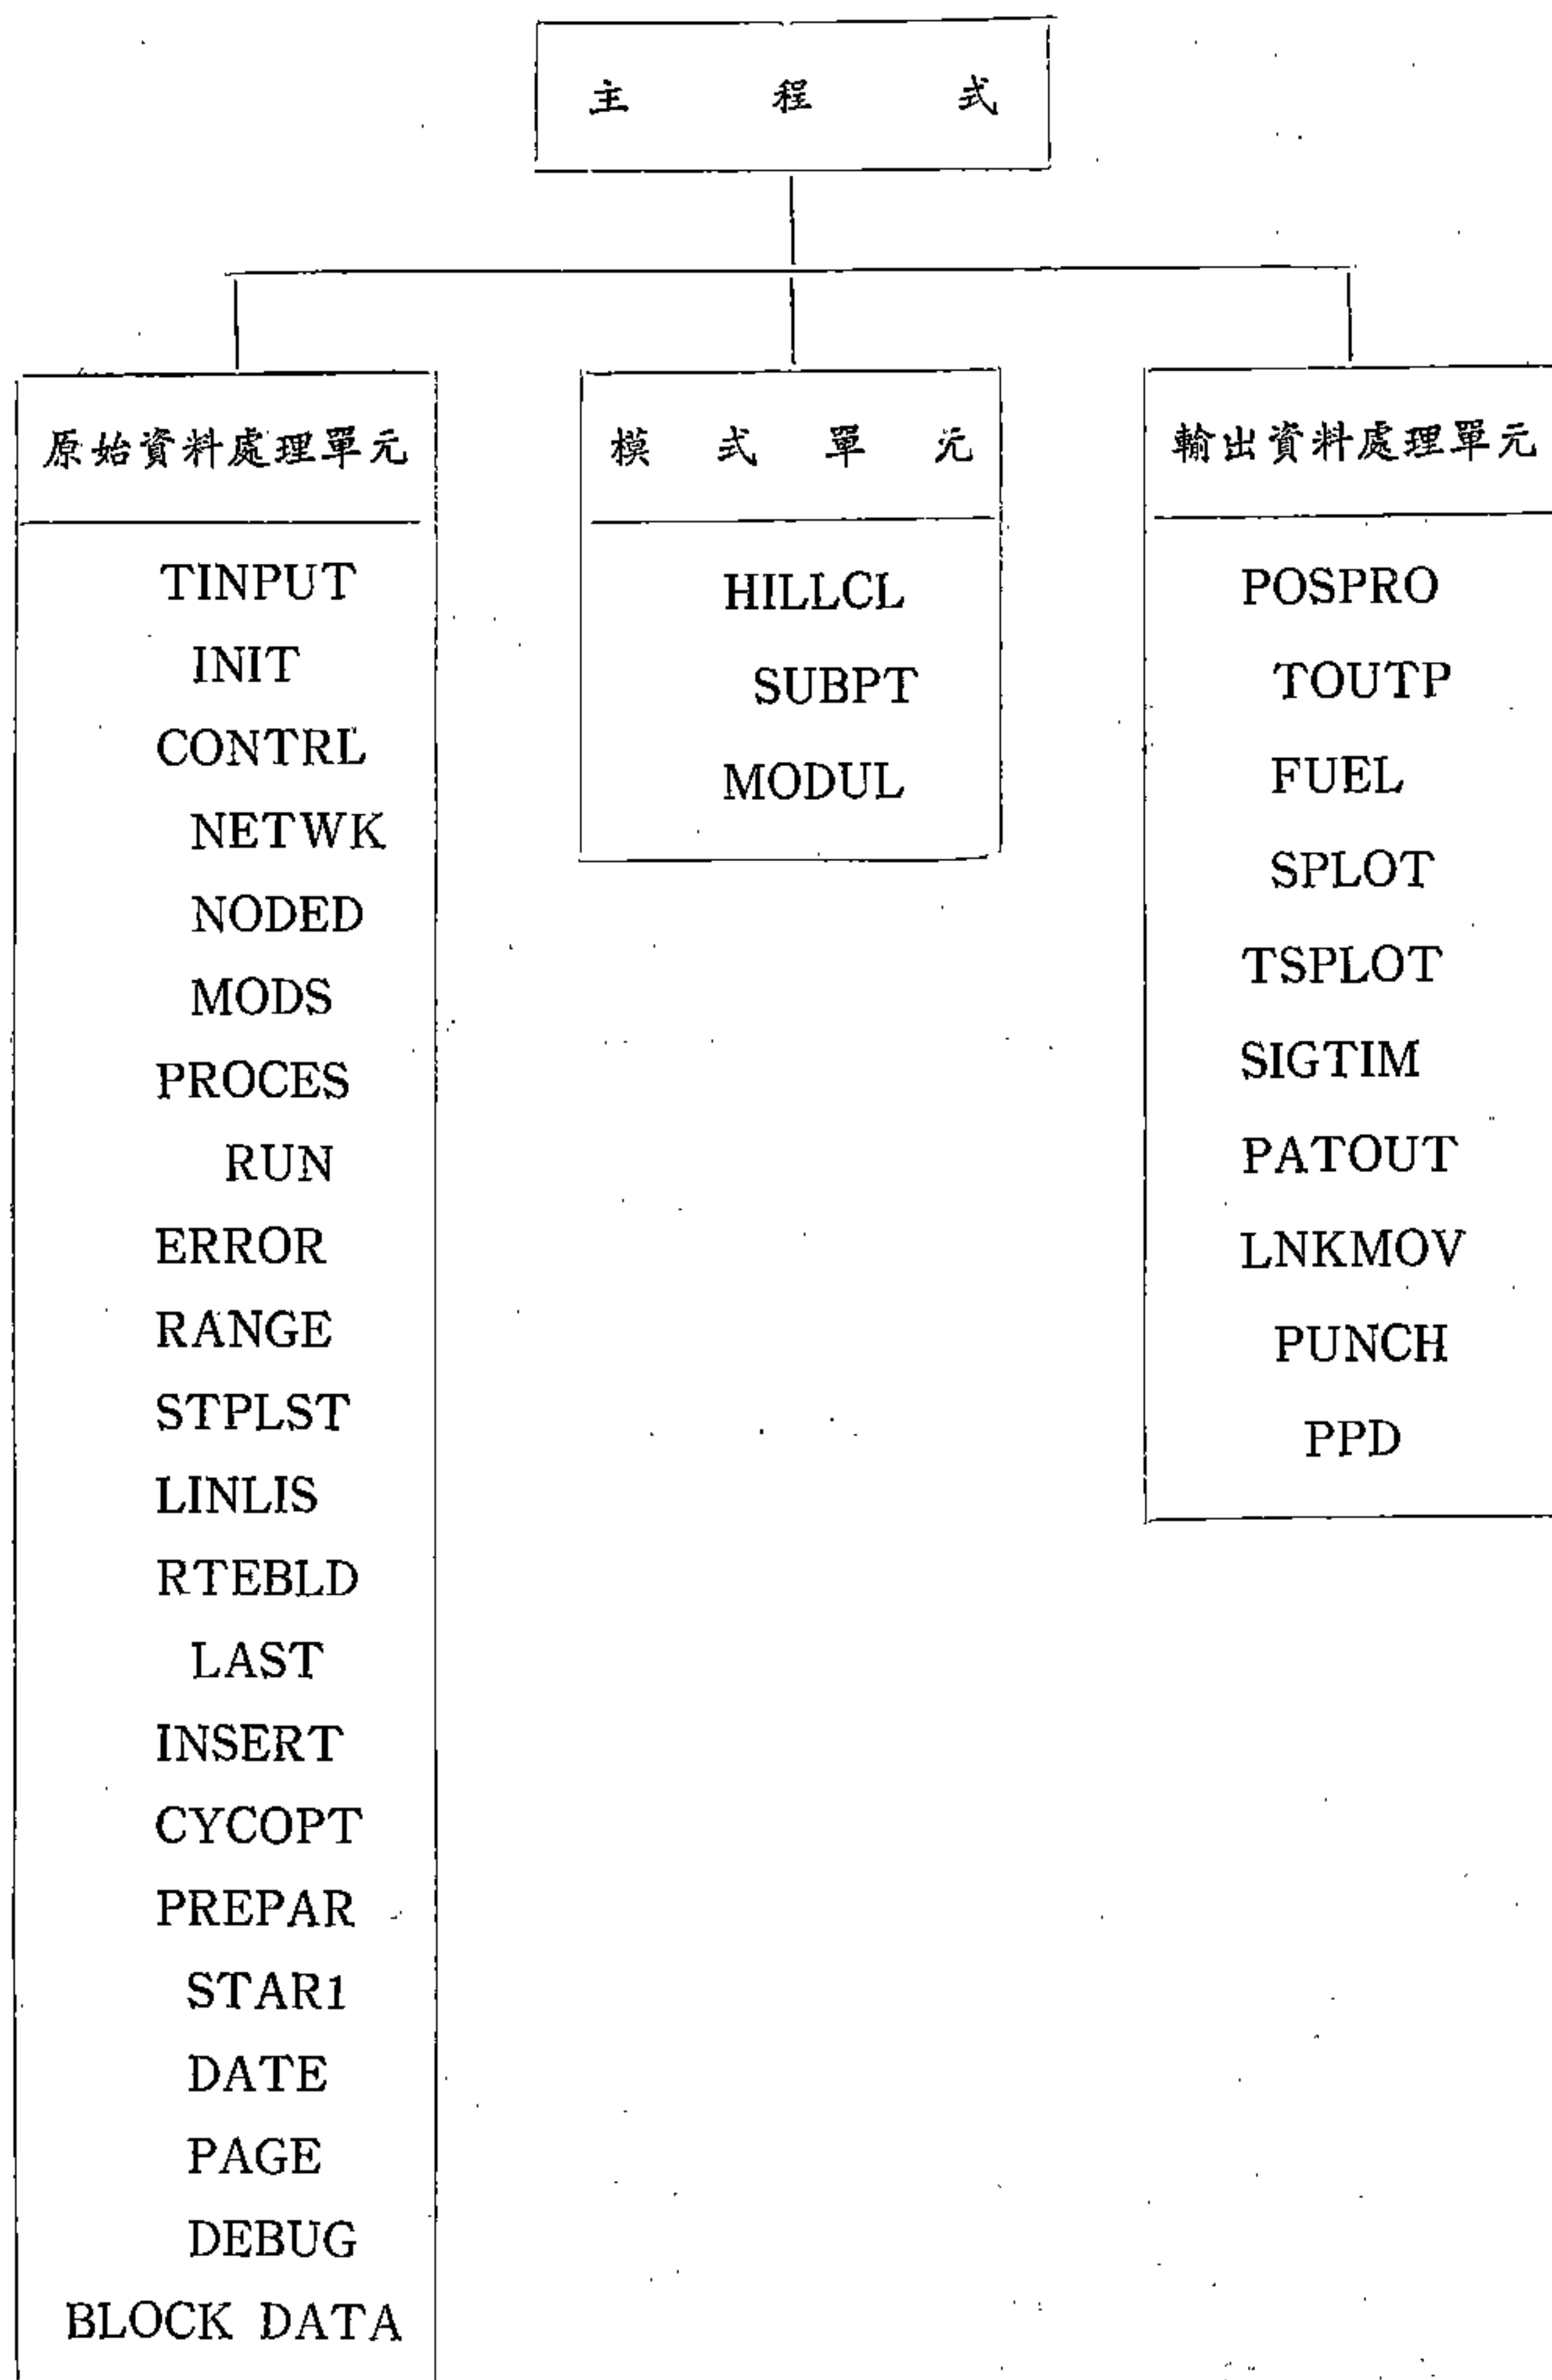 主程式
原始資料處理單元
TINPUT
INIT
CONTRL
NETWK
NODED
MODS
PROCES
RUN
ERROR
RANGE
STPLST
LINLIS
RTEBLD
LAST
INSERT
CYCOPT
PREPAR
STAR1
DATE
PAGE
DEBUG
BLOCK DATA
模式單元
HILLCL
SUBPT
MODUL
輸出資料處理單元
POSPRO
TOUTP
FUEL
SPLOT
TSPLOT
SIGTIM
PATOUT
LNKMOV
PUNCH
PPD